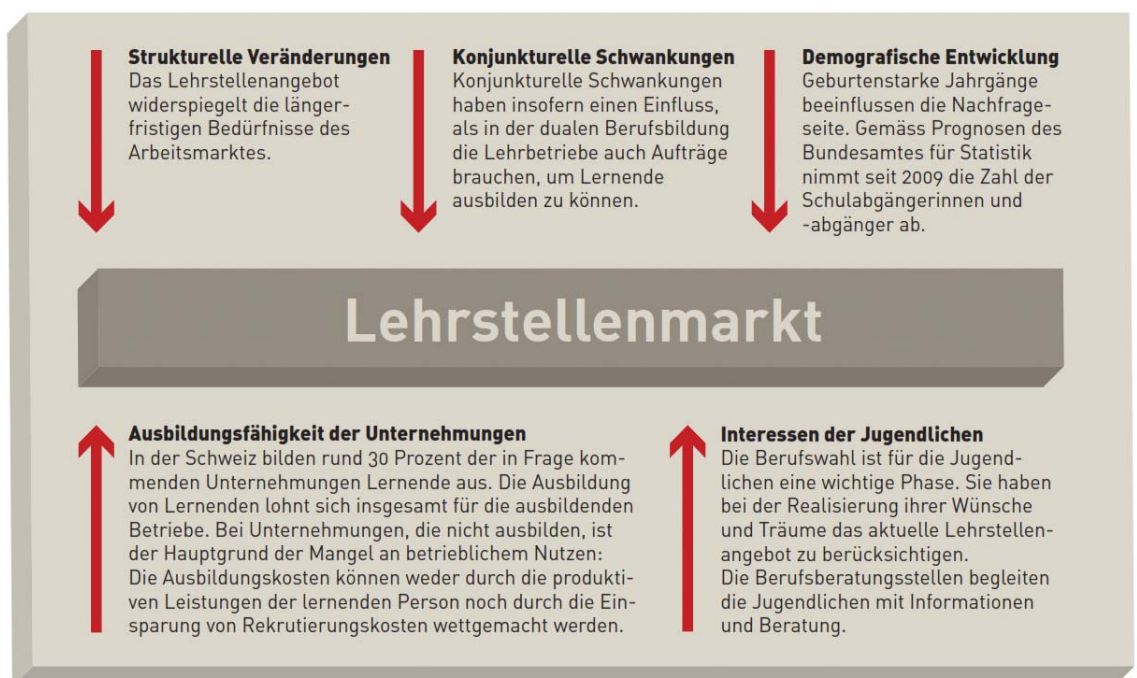 Strukturelle Veränderungen
Das Lehrstellenangebot
widerspiegelt die länger-
fristigen Bedürfnisse des
Arbeitsmarktes.
Konjunkturelle Schwankungen
Konjunkturelle Schwankungen
haben insofern einen Einfluss,
als in der dualen Berufsbildung
die Lehrbetriebe auch Aufträge
brauchen, um Lernende
ausbilden zu können.
Demografische Entwicklung
Geburtenstarke Jahrgänge
beeinflussen die Nachfrage-
seite. Gemäss Prognosen des
Bundesamtes für Statistik
nimmt seit 2009 die Zahl der
Schulabgängerinnen und
-abgänger ab.
Lehrstellenmarkt
Ausbildungsfähigkeit der Unternehmungen
In der Schweiz bilden rund 30 Prozent der in Frage kom-
menden Unternehmungen Lernende aus. Die Ausbildung
von Lernenden lohnt sich insgesamt für die ausbildenden
Betriebe. Bei Unternehmungen, die nicht ausbilden, ist
der Hauptgrund der Mangel an betrieblichem Nutzen:
Die Ausbildungskosten können weder durch die produkti-
ven Leistungen der lernenden Person noch durch die Ein-
sparung von Rekrutierungskosten wettgemacht werden.
Interessen der Jugendlichen
Die Berufswahl ist für die Jugend-
lichen eine wichtige Phase. Sie haben
bei der Realisierung ihrer Wünsche
und Träume das aktuelle Lehrstellen-
angebot zu berücksichtigen.
Die Berufsberatungsstellen begleiten
die Jugendlichen mit Informationen
und Beratung.